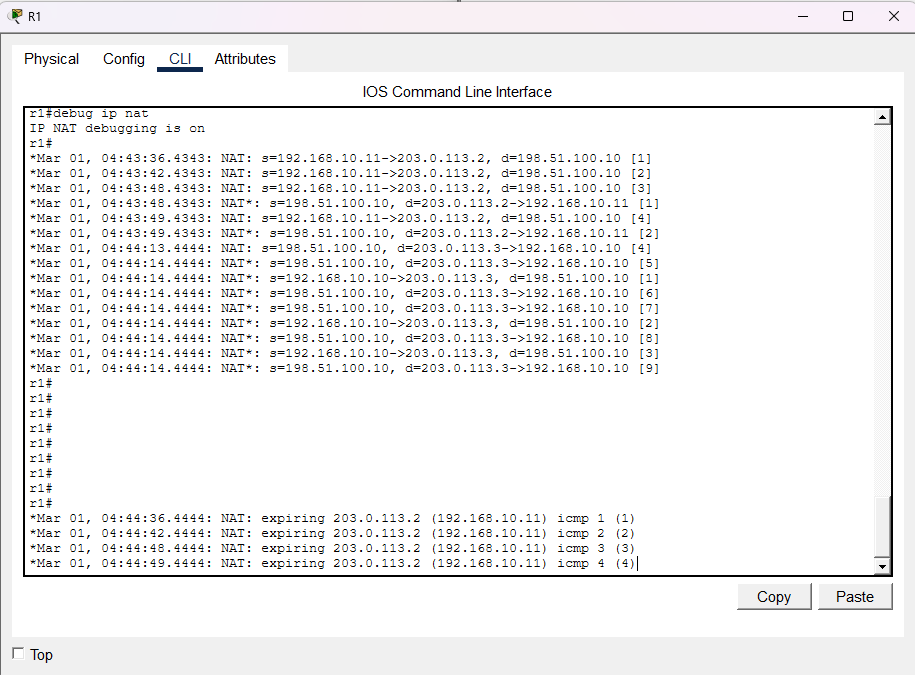 R1
Physical Config CLI Attributes
IOS Command Line Interface
r1#debug ip nat
IP NAT debugging is on
r1#
*Mar 01, 04:43:36.4343: NAT: s=192.168.10.11->203.0.113.2, d=198.51.100.10 [1]
*Mar 01, 04:43:42.4343: NAT: s=192.168.10.11->203.0.113.2, d=198.51.100.10 [2]
*Mar 01, 04:43:48.4343: NAT: s=192.168.10.11->203.0.113.2, d=198.51.100.10 [3]
*Mar 01, 04:43:48.4343: NAT*: s=198.51.100.10, d=203.0.113.2->192.168.10.11 [1]
*Mar 01, 04:43:49.4343: NAT: s=192.168.10.11->203.0.113.2, d=198.51.100.10 [4]
*Mar 01, 04:43:49.4343: NAT*: s=198.51.100.10, d=203.0.113.2->192.168.10.11 [2]
*Mar 01, 04:44:13.4444: NAT: s=198.51.100.10, d=203.0.113.3->192.168.10.10 [4]
*Mar 01, 04:44:14.4444: NAT*: s=198.51.100.10, d=203.0.113.3->192.168.10.10 [5]
*Mar 01, 04:44:14.4444: NAT*: s=192.168.10.10->203.0.113.3, d=198.51.100.10 [1]
*Mar 01, 04:44:14.4444: NAT*: s=198.51.100.10, d=203.0.113.3->192.168.10.10 [6]
*Mar 01, 04:44:14.4444: NAT*: s=198.51.100.10, d=203.0.113.3->192.168.10.10 [7]
*Mar 01, 04:44:14.4444: NAT*: s=192.168.10.10->203.0.113.3, d=198.51.100.10 [2]
*Mar 01, 04:44:14.4444: NAT*: s=198.51.100.10, d=203.0.113.3->192.168.10.10 [8]
*Mar 01, 04:44:14.4444: NAT*: s=192.168.10.10->203.0.113.3, d=198.51.100.10 [3]
*Mar 01, 04:44:14.4444: NAT*: s=198.51.100.10, d=203.0.113.3->192.168.10.10 [9]
r1#
r1#
r1#
r1#
r1#
r1#
r1#
r1#
r1#
*Mar 01, 04:44:36.4444: NAT: expiring 203.0.113.2 (192.168.10.11) icmp 1 (1)
*Mar 01, 04:44:42.4444: NAT: expiring 203.0.113.2 (192.168.10.11) icmp 2 (2)
*Mar 01, 04:44:48.4444: NAT: expiring 203.0.113.2 (192.168.10.11) icmp 3 (3)
*Mar 01, 04:44:49.4444: NAT: expiring 203.0.113.2 (192.168.10.11) icmp 4 (4)
Copy Paste
Top